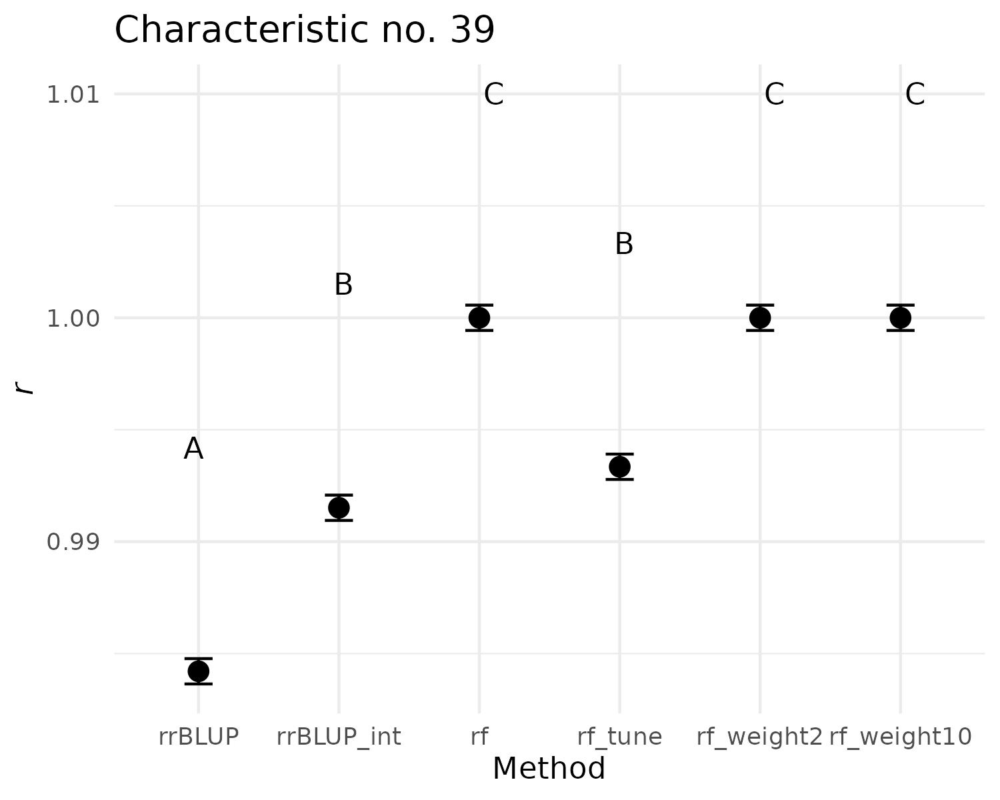 Characteristic no. 39
1.01
1.00
0.99
r
C
C
C
B
B
A
rrBLUP
rrBLUP_int
rf
rf_tune
rf_weight2
rf_weight10
Method